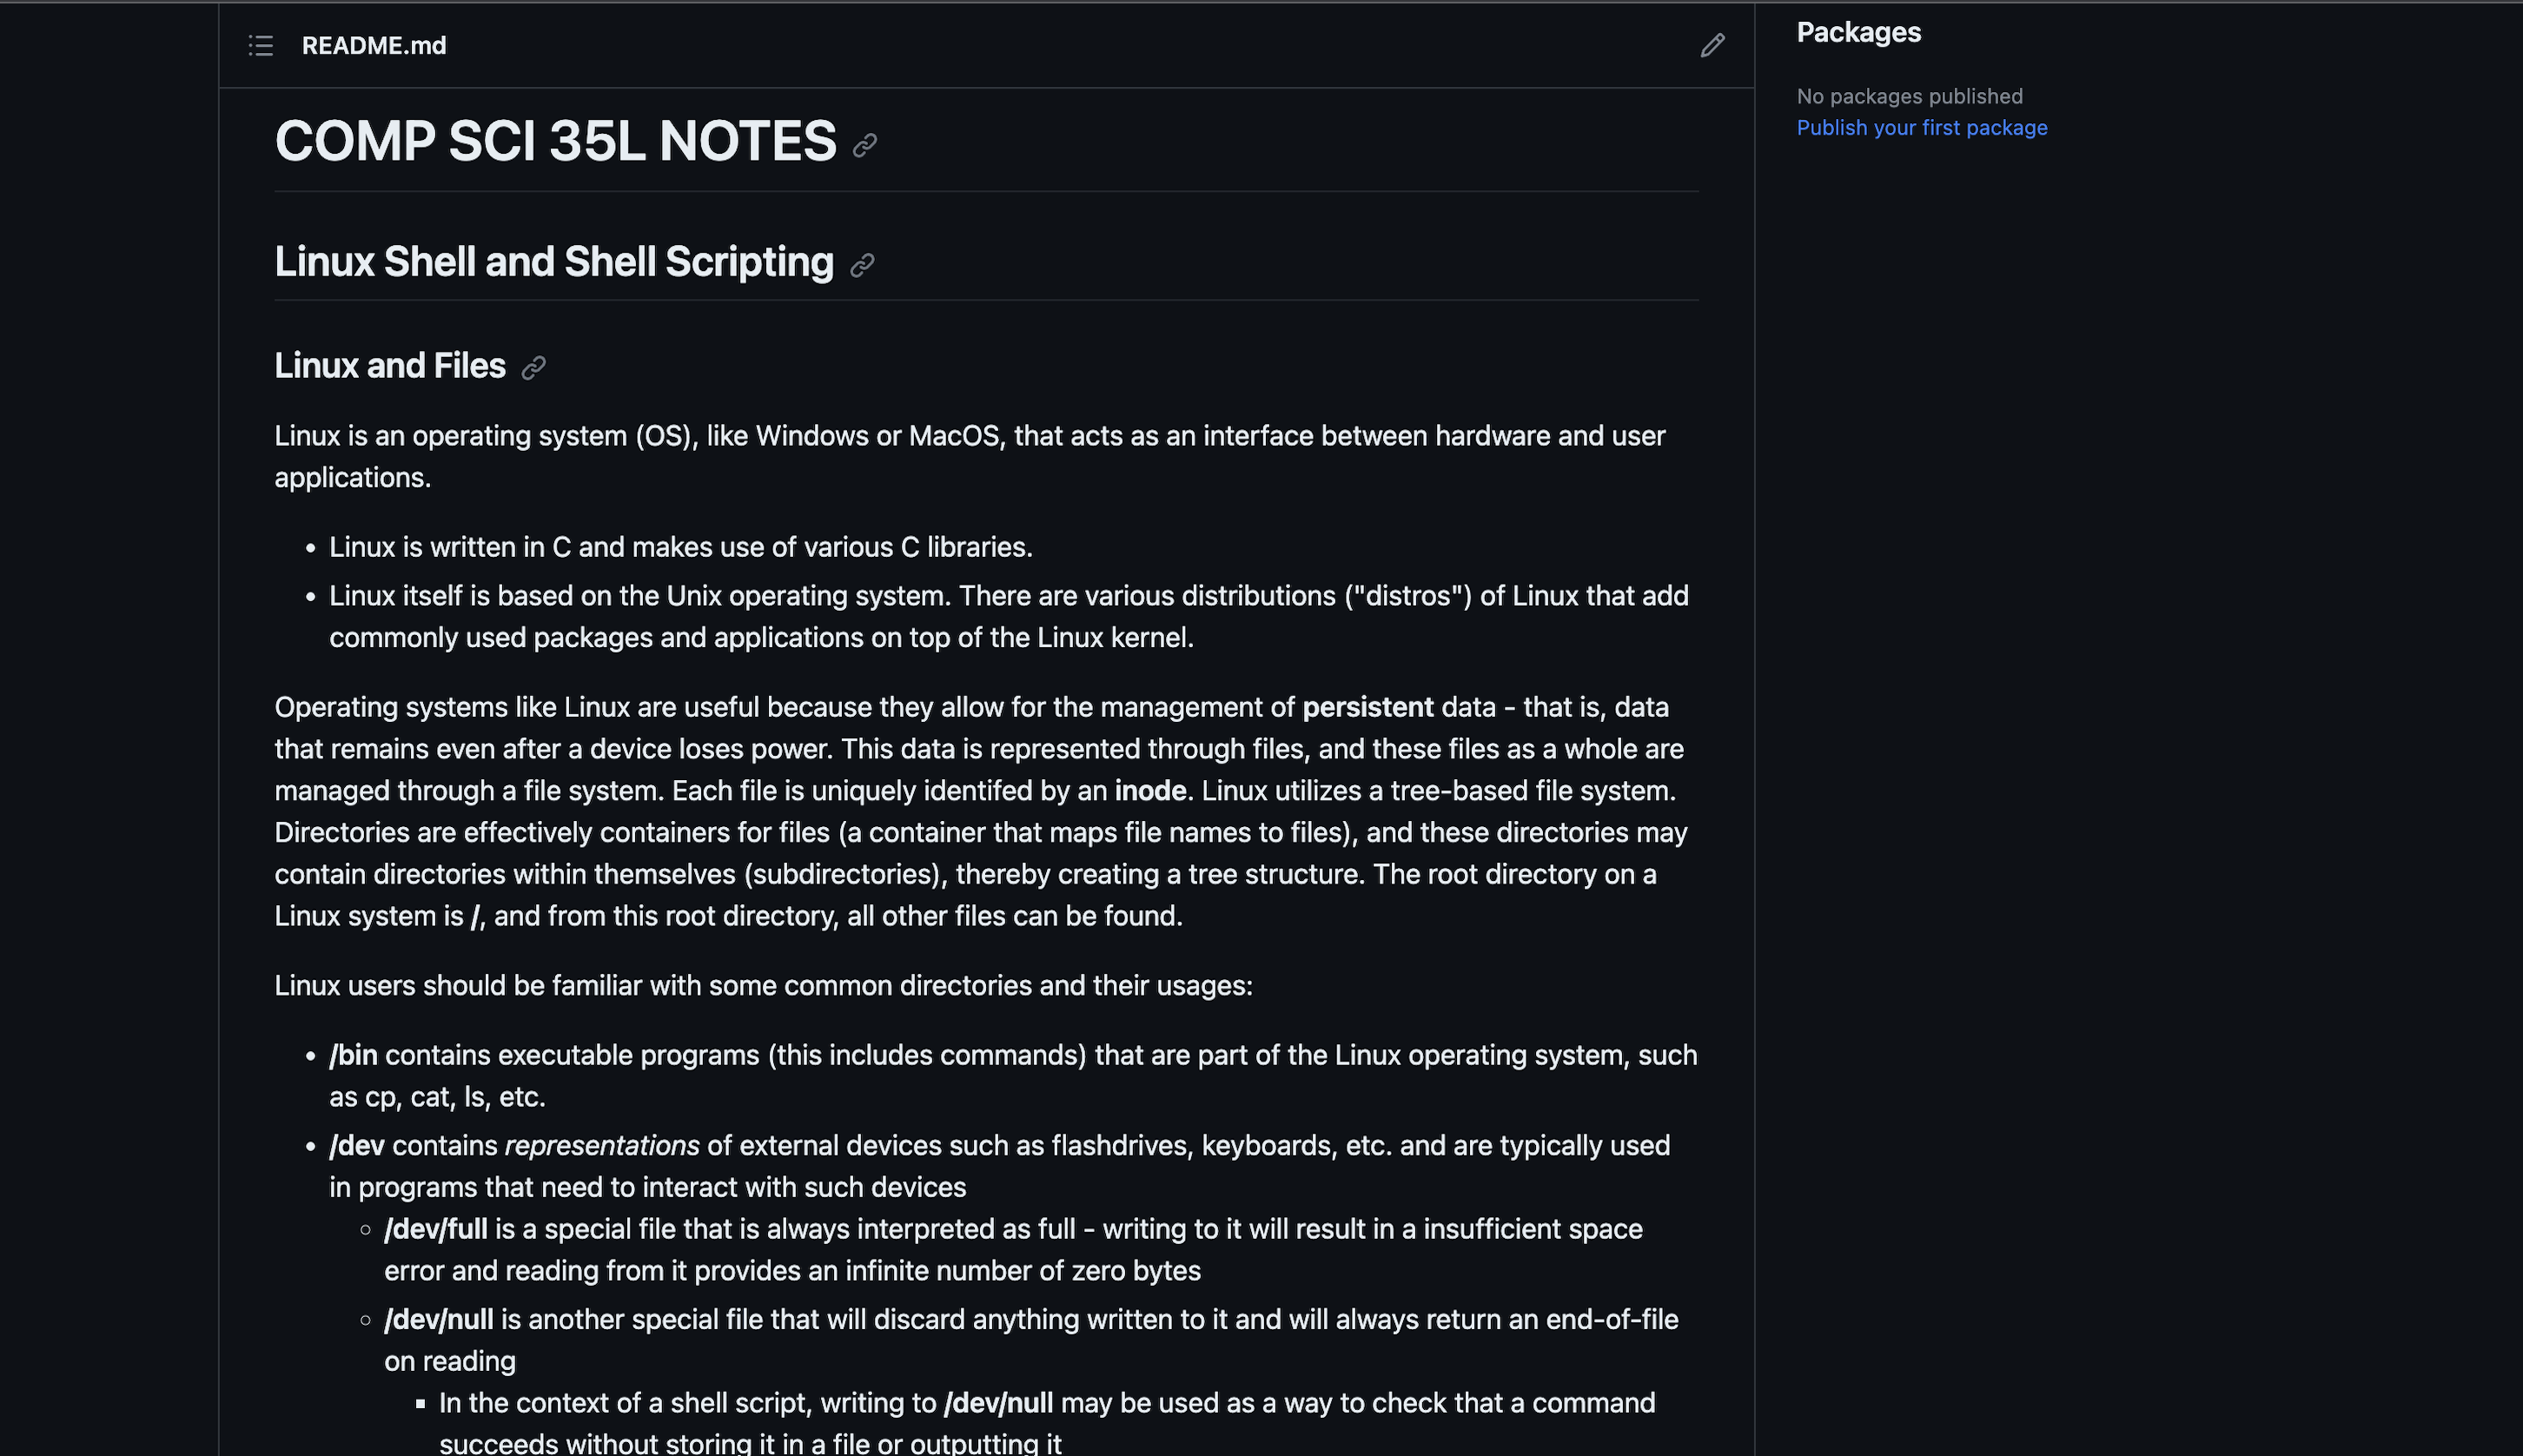 README.md
COMP SCI 35L NOTES
Linux Shell and Shell Scripting
Linux and Files
Linux is an operating system (OS), like Windows or MacOS, that acts as an interface between hardware and user
applications.
• Linux is written in C and makes use of various C libraries.
• Linux itself is based on the Unix operating system. There are various distributions ("distros") of Linux that add
commonly used packages and applications on top of the Linux kernel.
Operating systems like Linux are useful because they allow for the management of persistent data - that is, data
that remains even after a device loses power. This data is represented through files, and these files as a whole are
managed through a file system. Each file is uniquely identifed by an inode. Linux utilizes a tree-based file system.
Directories are effectively containers for files (a container that maps file names to files), and these directories may
contain directories within themselves (subdirectories), thereby creating a tree structure. The root directory on a
Linux system is /, and from this root directory, all other files can be found.
Linux users should be familiar with some common directories and their usages:
• /bin contains executable programs (this includes commands) that are part of the Linux operating system, such
as cp, cat, ls, etc.
• /dev contains representations of external devices such as flashdrives, keyboards, etc. and are typically used
in programs that need to interact with such devices
◦ /dev/full is a special file that is always interpreted as full - writing to it will result in a insufficient space
error and reading from it provides an infinite number of zero bytes
◦ /dev/null is another special file that will discard anything written to it and will always return an end-of-file
on reading
▪ In the context of a shell script, writing to /dev/null may be used as a way to check that a command
succeeds without storing it in a file or outputting it
Packages
No packages published
Publish your first package